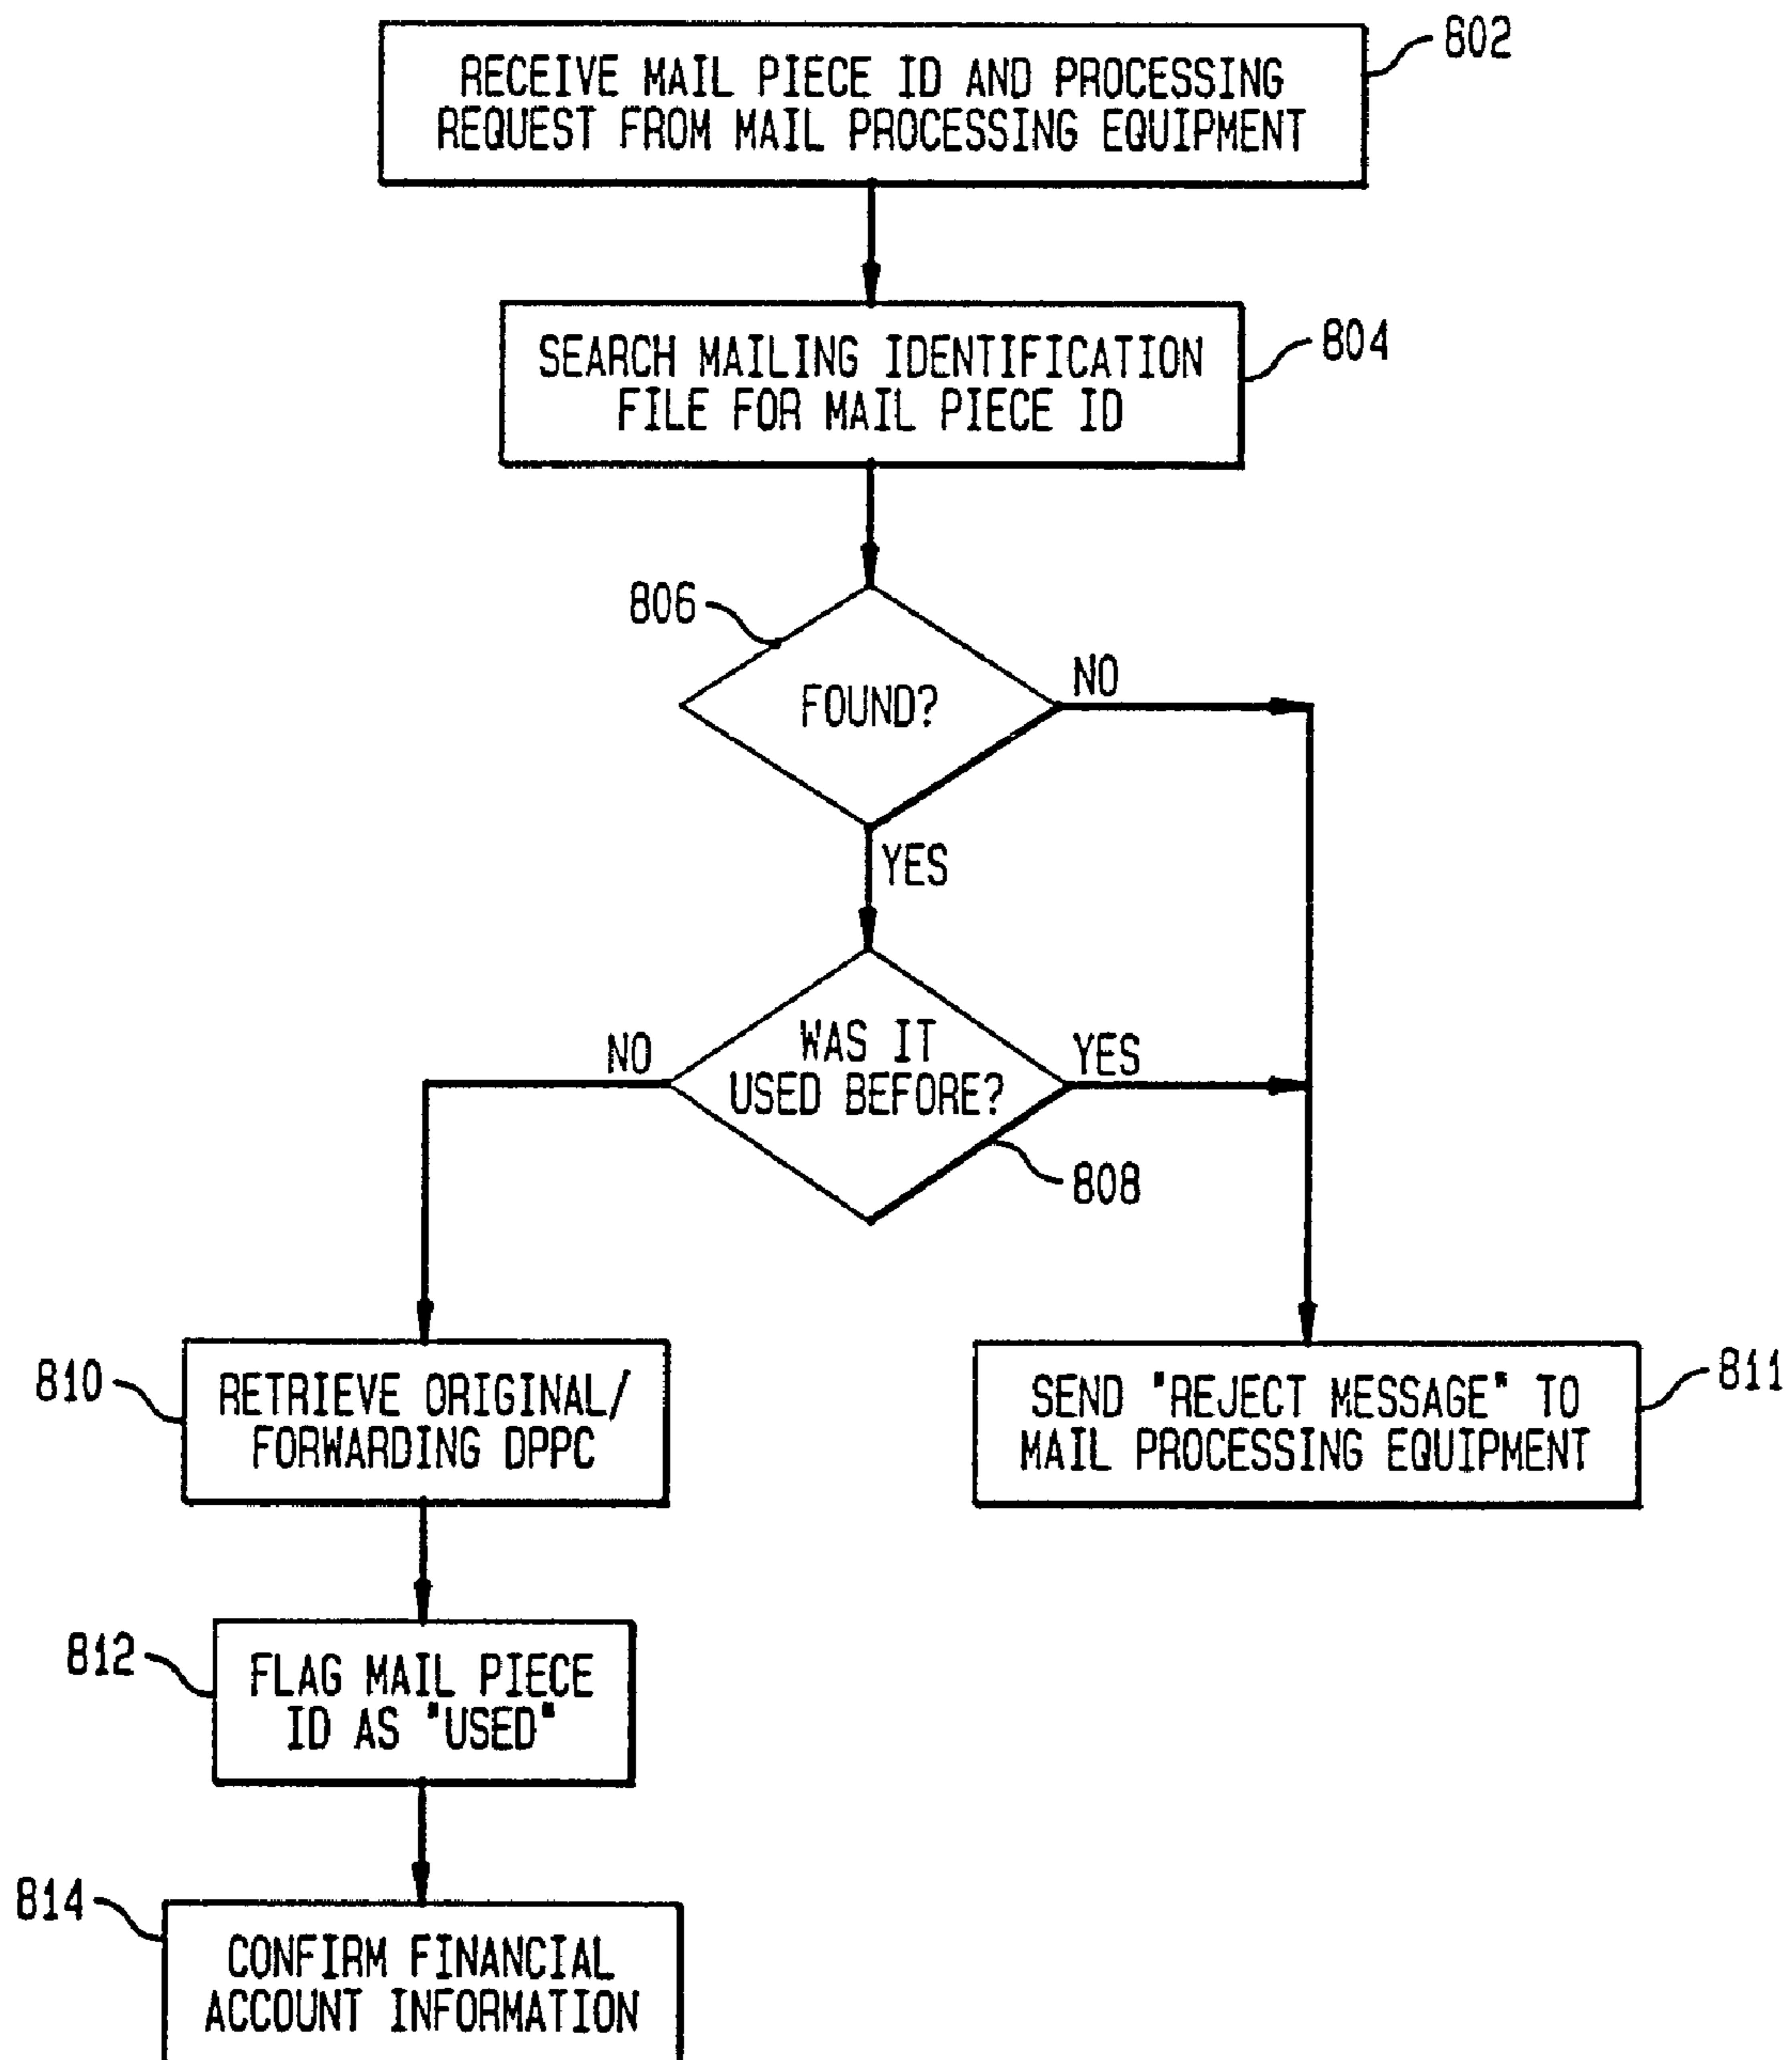 802
RECEIVE MAIL PIECE ID AND PROCESSING
REQUEST FROM MAIL PROCESSING EQUIPMENT
804
SEARCH MAILING IDENTIFICATION
FILE FOR MAIL PIECE ID
806
FOUND?
NO
YES
NO
WAS IT
USED BEFORE?
YES
808
810
RETRIEVE ORIGINAL/
FORWARDING DPPC
SEND "REJECT MESSAGE" TO
MAIL PROCESSING EQUIPMENT
811
812
FLAG MAIL PIECE
ID AS "USED"
814
CONFIRM FINANCIAL
ACCOUNT INFORMATION